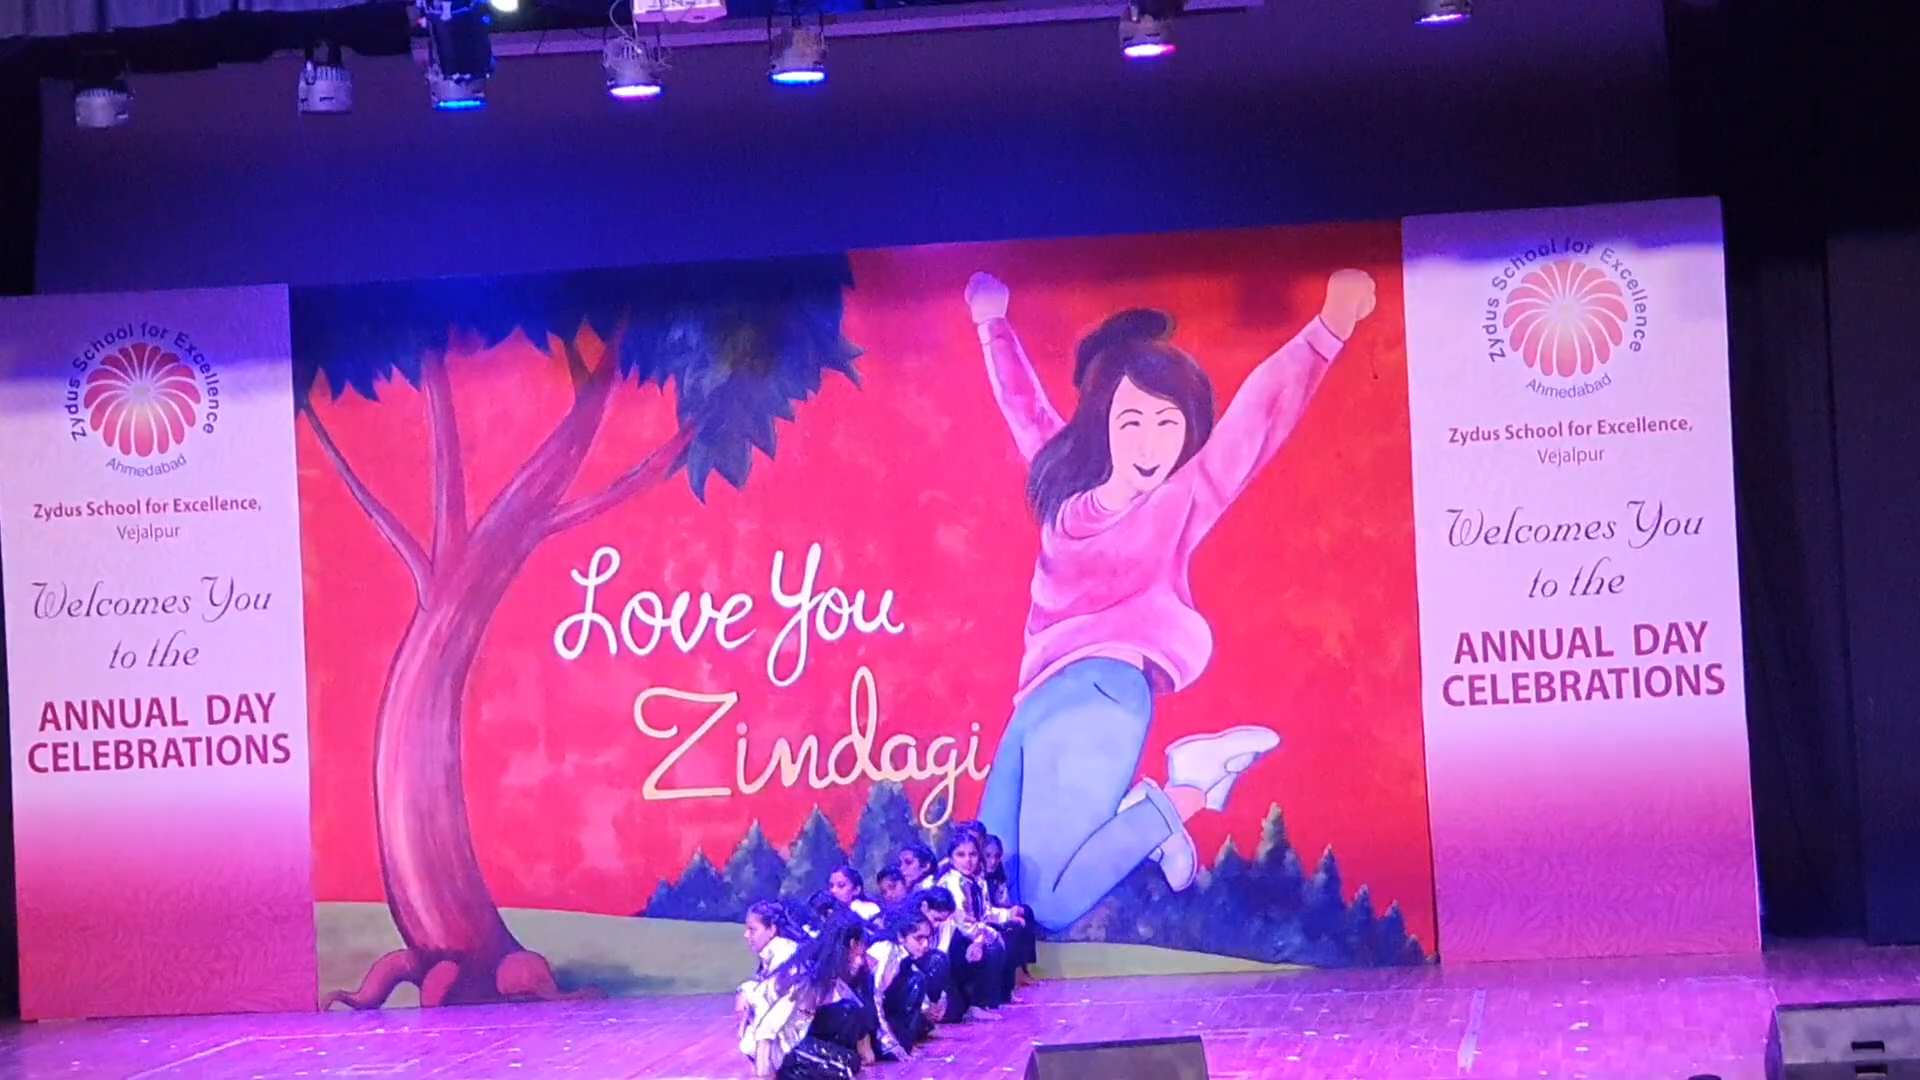 Zydus School for Excellence
Ahmedabad
Zydus School for Excellence,
Vejalpur
Welcomes You
to the
ANNUAL DAY
CELEBRATIONS
Love You
Zindagi
Zydus School for Excellence
Ahmedabad
Zydus School for Excellence,
Vejalpur
Welcomes You
to the
ANNUAL DAY
CELEBRATIONS